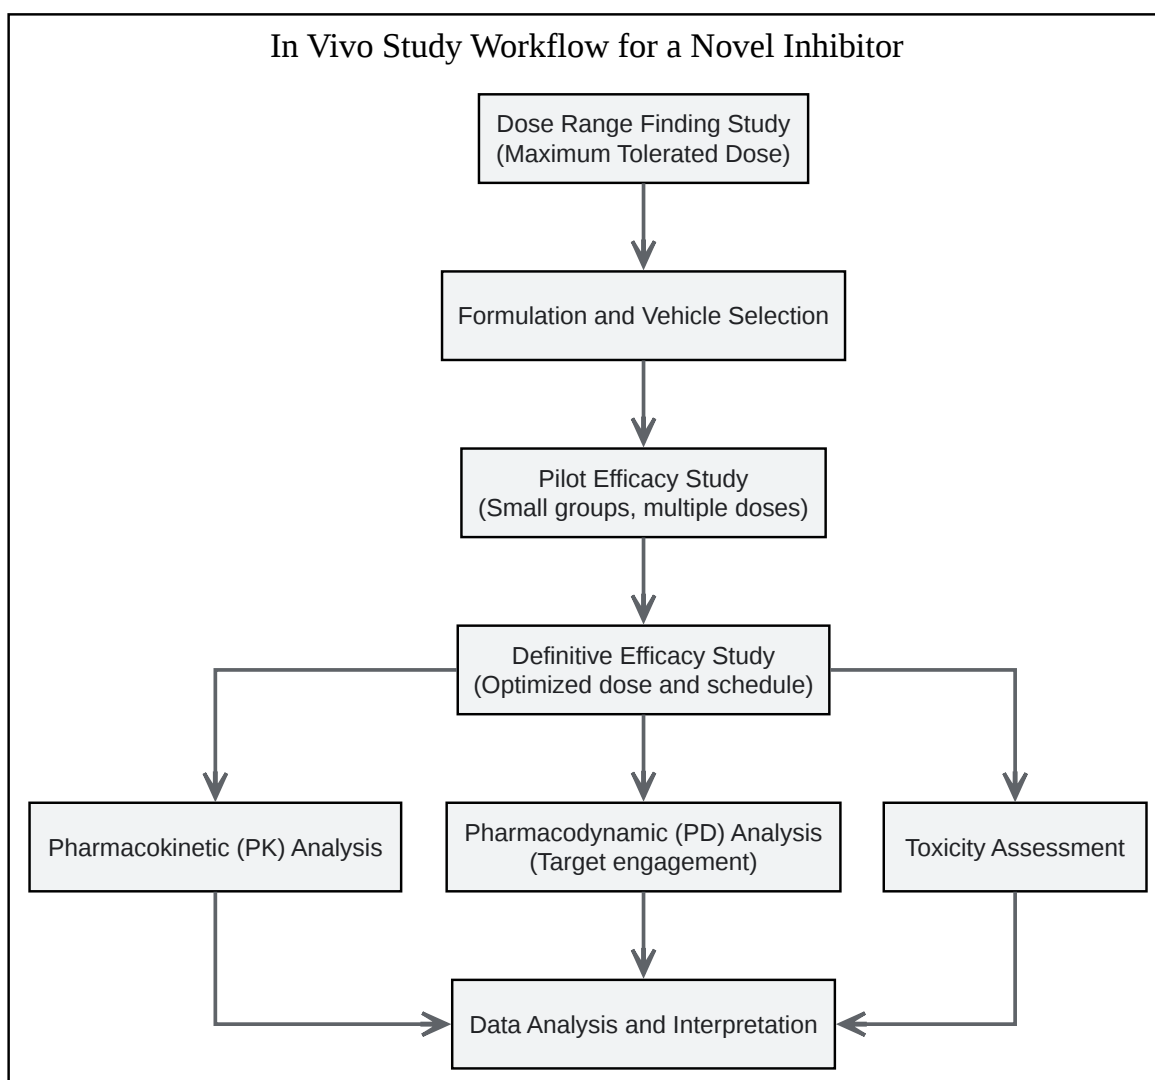 In Vivo Study Workflow for a Novel Inhibitor
Dose Range Finding Study
(Maximum Tolerated Dose)
Formulation and Vehicle Selection
Pilot Efficacy Study
(Small groups, multiple doses)
Definitive Efficacy Study
(Optimized dose and schedule)
Pharmacokinetic (PK) Analysis
Pharmacodynamic (PD) Analysis
(Target engagement)
Toxicity Assessment
Data Analysis and Interpretation